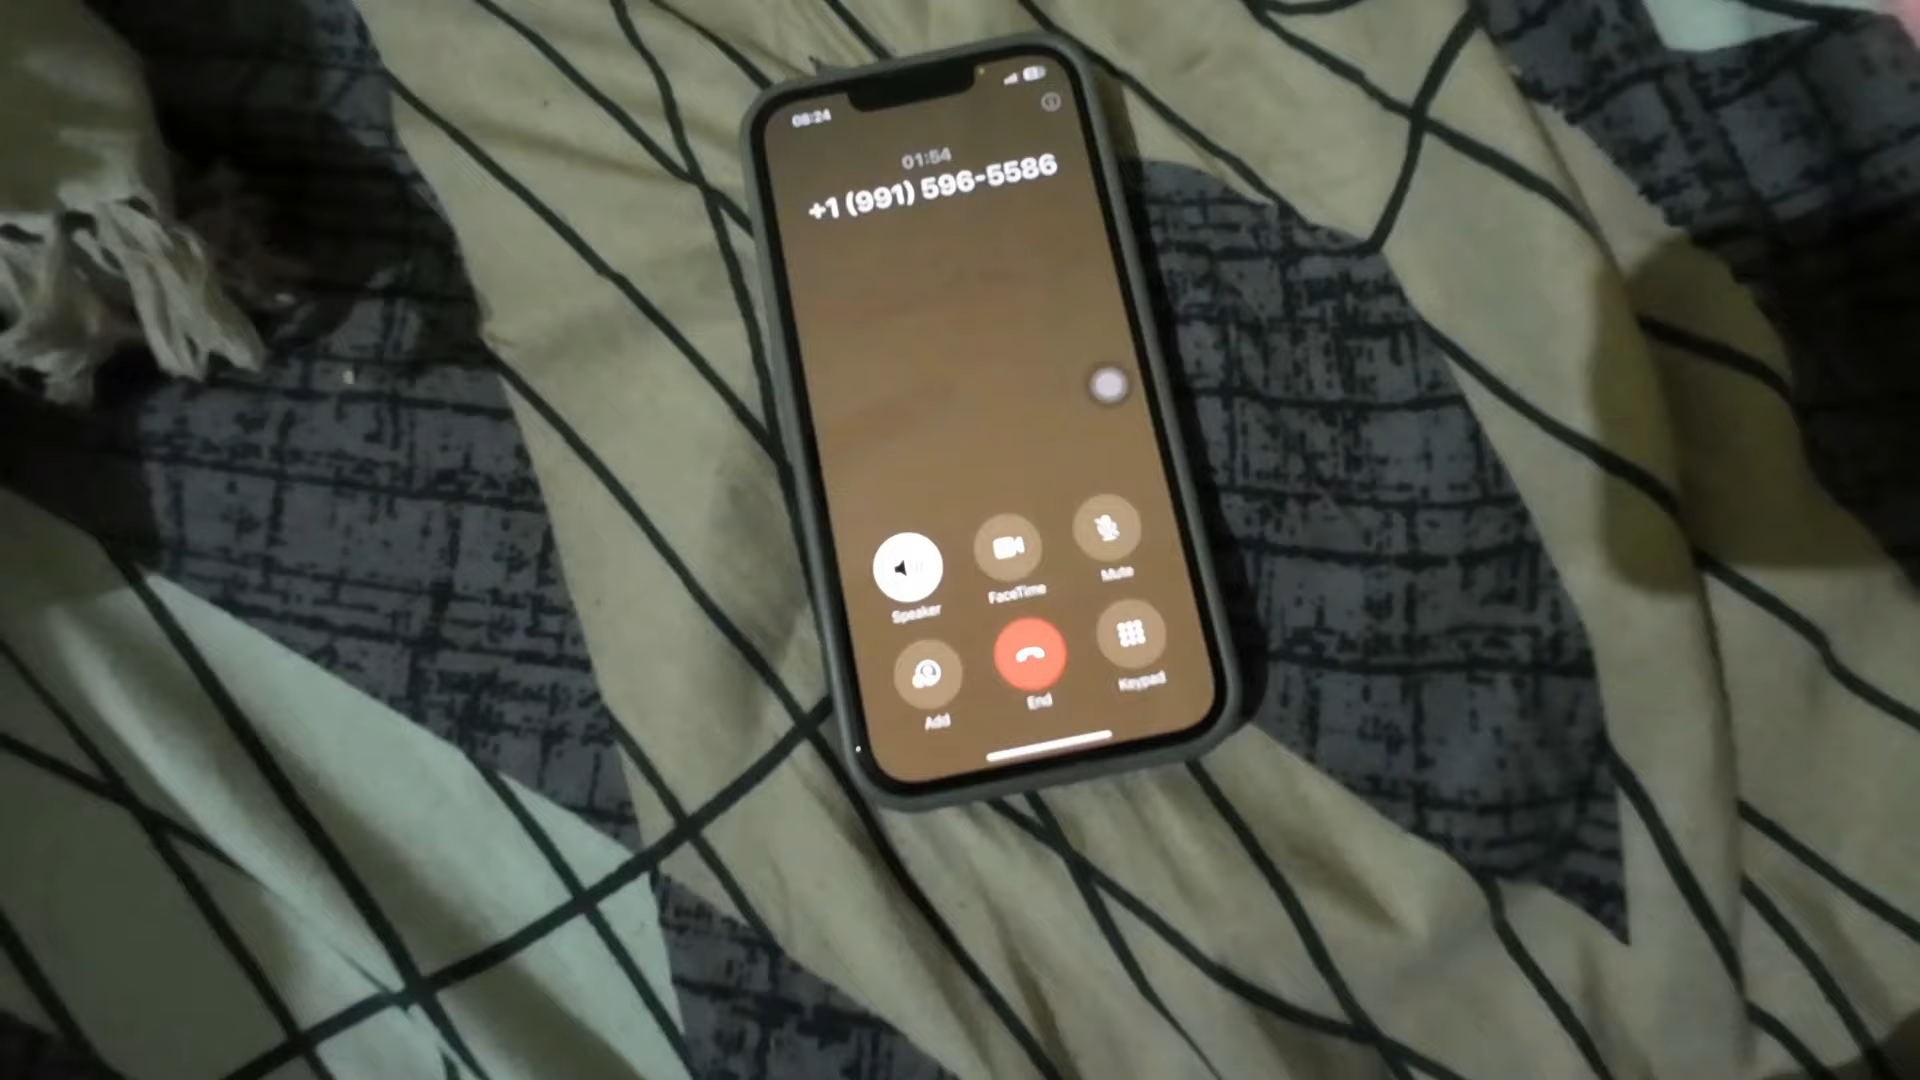 08:24
01:54
+1 (991) 596-5586
Speaker
FaceTime
Mute
Add
End
Keypad